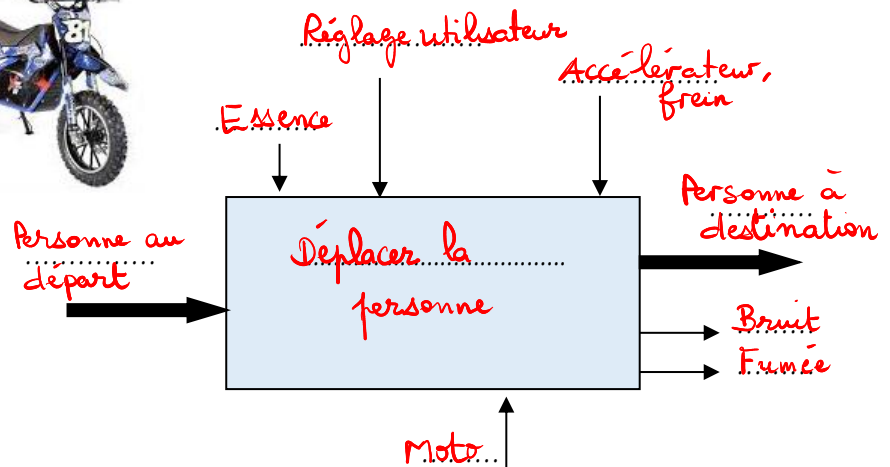 81
Réglage utilisateur
Accélérateur,
frein
Essence
Personne à
destination
Personne au
départ
Déplacer la
personne
Bruit
Fumée
Moto